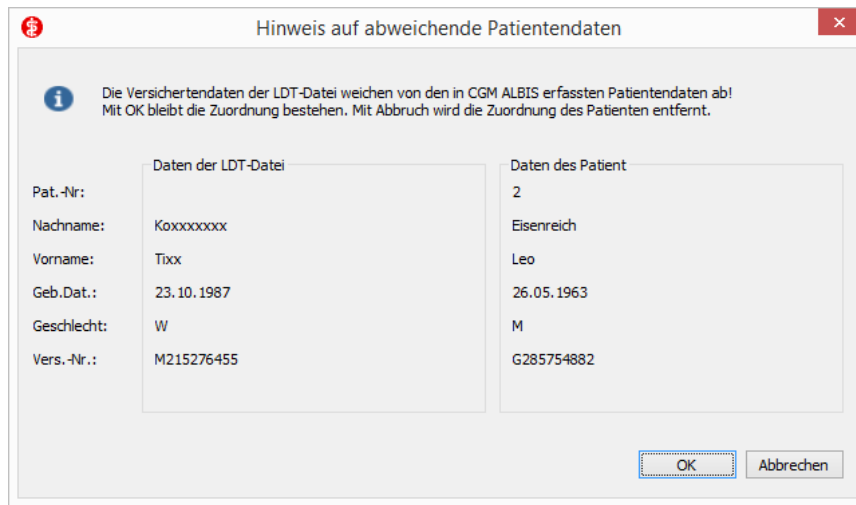 Hinweis auf abweichende Patientendaten
Die Versichertendaten der LDT-Datei weichen von den in CGM ALBIS erfassten Patientendaten ab!
Mit OK bleibt die Zuordnung bestehen. Mit Abbruch wird die Zuordnung des Patienten entfernt.
Daten der LDT-Datei Daten des Patient
Pat.-Nr: 2
Nachname: Koxxxxxxx Eisenreich
Vorname: Tixx Leo
Geb.Dat.: 23.10.1987 26.05.1963
Geschlecht: W M
Vers.-Nr.: M215276455 G285754882
OK Abbrechen